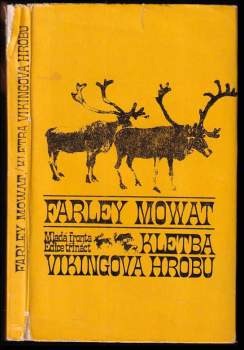 FARLEY MOWAT / KLETBA VIKINGOVA HROBU
FARLEY MOWAT
Mladá fronta
Edice třináct
KLETBA
VIKINGOVA HROBU